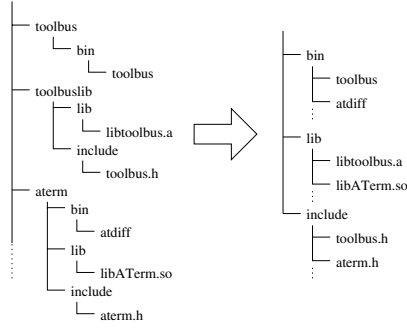 toolbus
bin
toolbus
toolbuslib
lib
libtoolbus.a
include
toolbus.h
aterm
bin
atdiff
lib
libATerm.so
include
aterm.h
bin
toolbus
atdiff
lib
libtoolbus.a
libATerm.so
include
toolbus.h
aterm.h